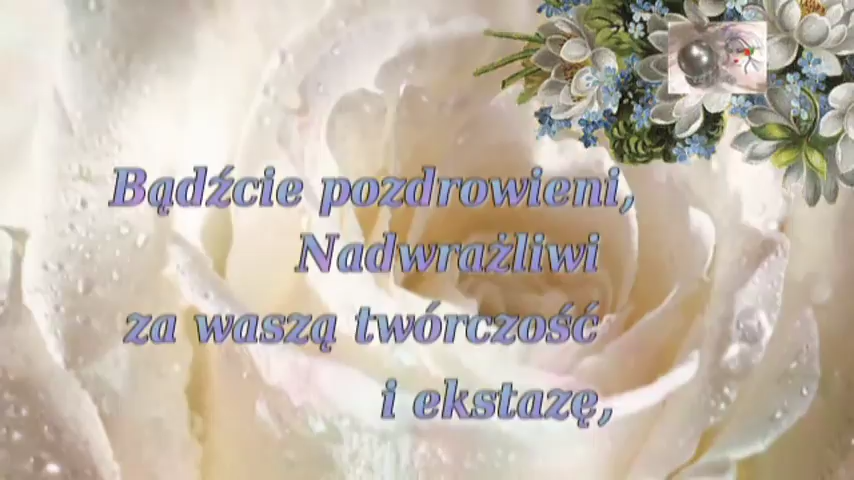 Bądźcie pozdrowieni,
Nadwrażliwi
za waszą twórczość
i ekstazę,